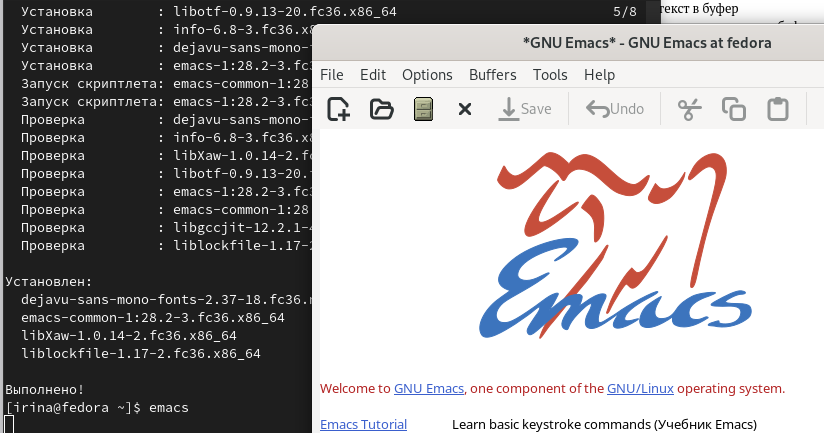 Установка : libotf-0.9.13-20.fc36.x86_64 5/8
Установка : info-6.8-3.fc36.x8
Установка : dejavu-sans-mono-
Установка : emacs-1:28.2-3.fc3
Запуск скриптлета: emacs-common-1:28
Запуск скриптлета: emacs-1:28.2-3.fc3
Проверка : dejavu-sans-mono-
Проверка : info-6.8-3.fc36.x8
Проверка : libXaw-1.0.14-2.fc
Проверка : libotf-0.9.13-20.
Проверка : emacs-1:28.2-3.fc3
Проверка : emacs-common-1:28
Проверка : libgccjit-12.2.1-4
Проверка : liblockfile-1.17-2
Установлен:
dejavu-sans-mono-fonts-2.37-18.fc36.n
emacs-common-1:28.2-3.fc36.x86_64
libXaw-1.0.14-2.fc36.x86_64
liblockfile-1.17-2.fc36.x86_64
Выполнено!
[irina@fedora ~]$ emacs
текст в буфер
*GNU Emacs* - GNU Emacs at fedora
File Edit Options Buffers Tools Help
Save Undo
Emacs
Welcome to GNU Emacs, one component of the GNU/Linux operating system.
Emacs Tutorial Learn basic keystroke commands (Учебник Emacs)